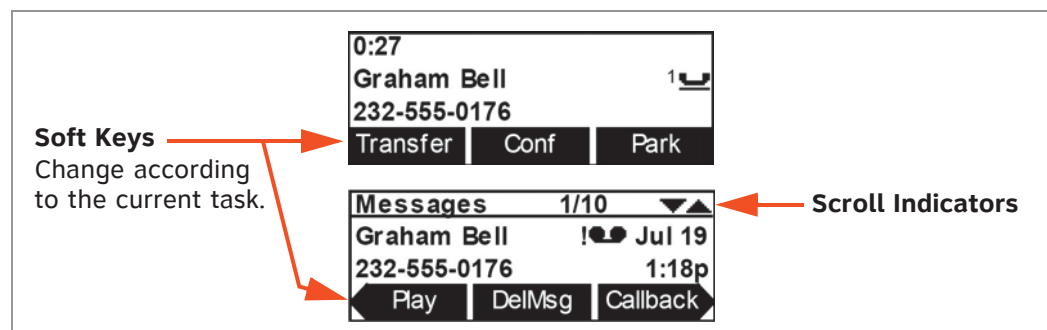 0:27
Graham Bell 1
232-555-0176
Transfer Conf Park
Soft Keys
Change according
to the current task.
Messages 1/10
Graham Bell ! Jul 19
232-555-0176 1:18p
Play DelMsg Callback
Scroll Indicators